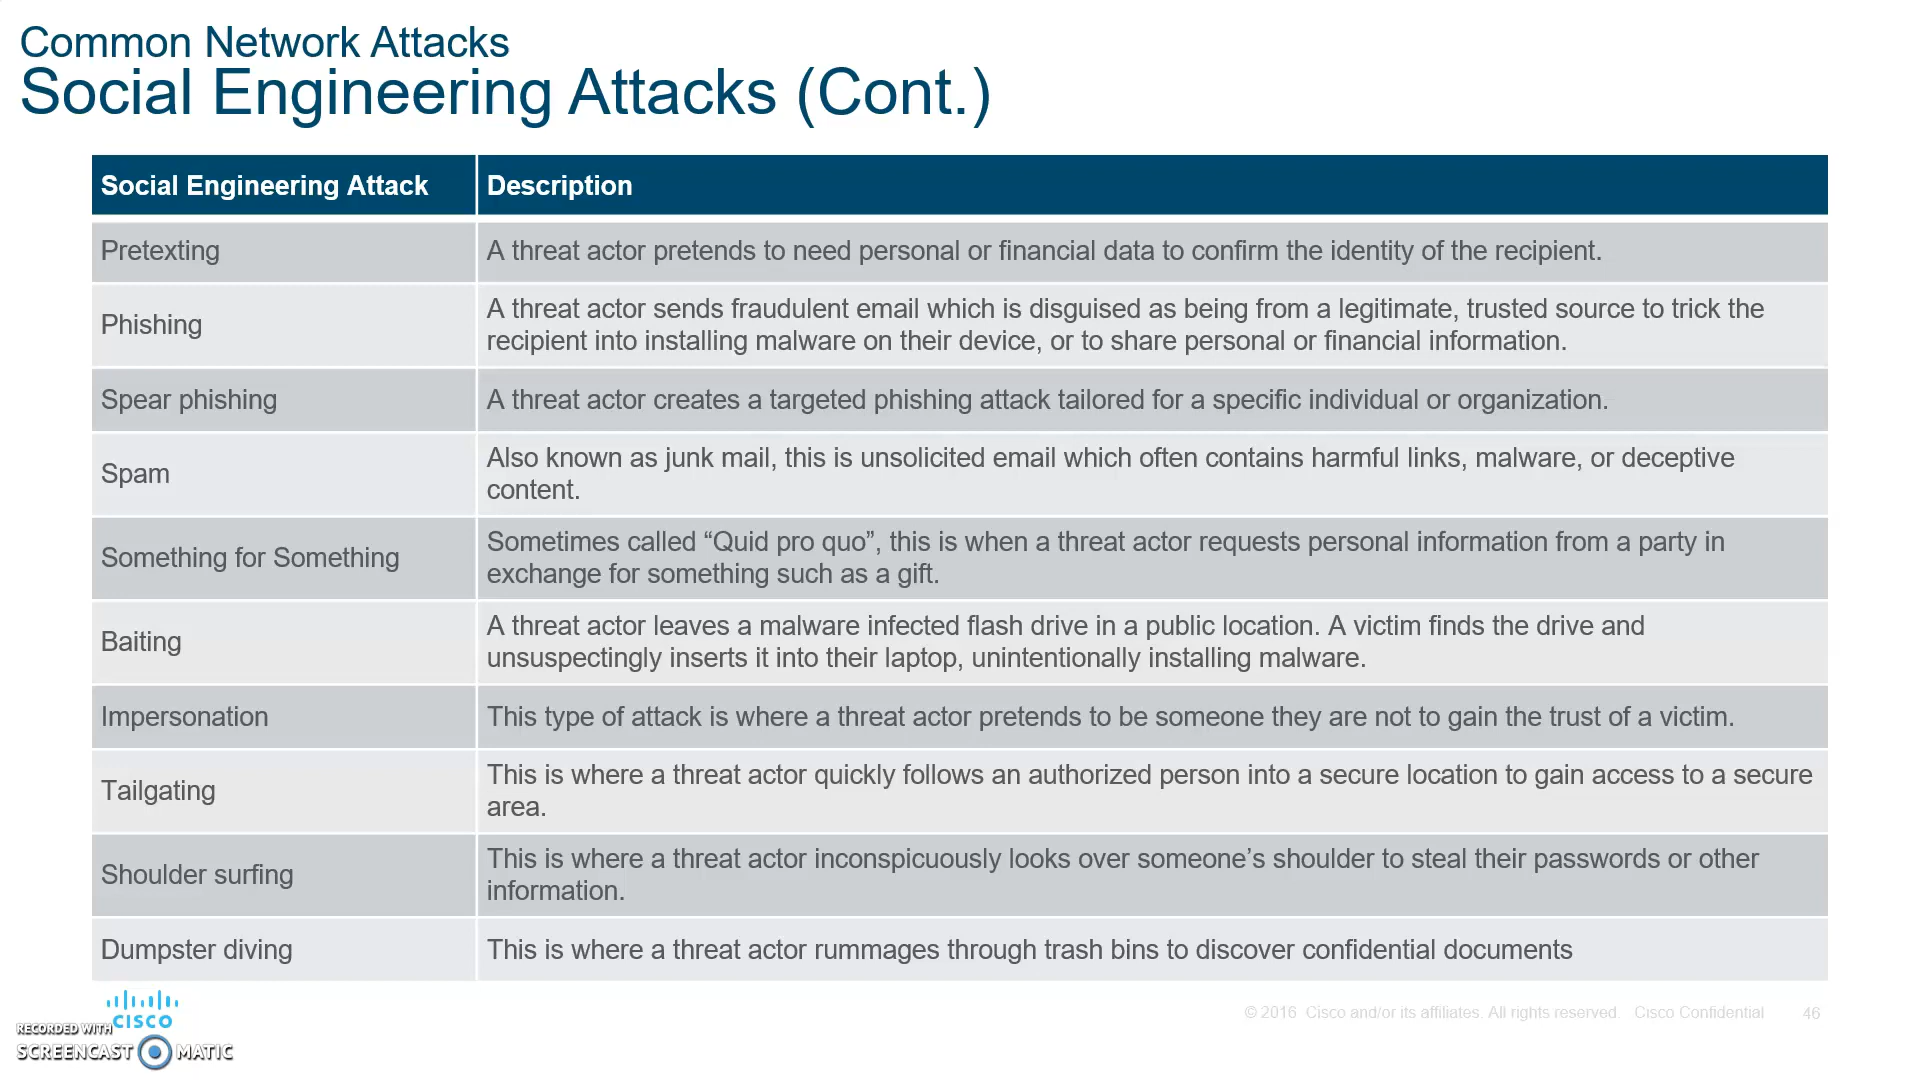 Common Network Attacks
Social Engineering Attacks (Cont.)
Social Engineering Attack
Description
Pretexting
A threat actor pretends to need personal or financial data to confirm the identity of the recipient.
Phishing
A threat actor sends fraudulent email which is disguised as being from a legitimate, trusted source to trick the
recipient into installing malware on their device, or to share personal or financial information.
Spear phishing
A threat actor creates a targeted phishing attack tailored for a specific individual or organization.
Spam
Also known as junk mail, this is unsolicited email which often contains harmful links, malware, or deceptive
content.
Something for Something
Sometimes called “Quid pro quo”, this is when a threat actor requests personal information from a party in
exchange for something such as a gift.
Baiting
A threat actor leaves a malware infected flash drive in a public location. A victim finds the drive and
unsuspectingly inserts it into their laptop, unintentionally installing malware.
Impersonation
This type of attack is where a threat actor pretends to be someone they are not to gain the trust of a victim.
Tailgating
This is where a threat actor quickly follows an authorized person into a secure location to gain access to a secure
area.
Shoulder surfing
This is where a threat actor inconspicuously looks over someone’s shoulder to steal their passwords or other
information.
Dumpster diving
This is where a threat actor rummages through trash bins to discover confidential documents
CISCO
© 2016 Cisco and/or its affiliates. All rights reserved. Cisco Confidential
46
RECORDED WITH
SCREENCAST MATIC